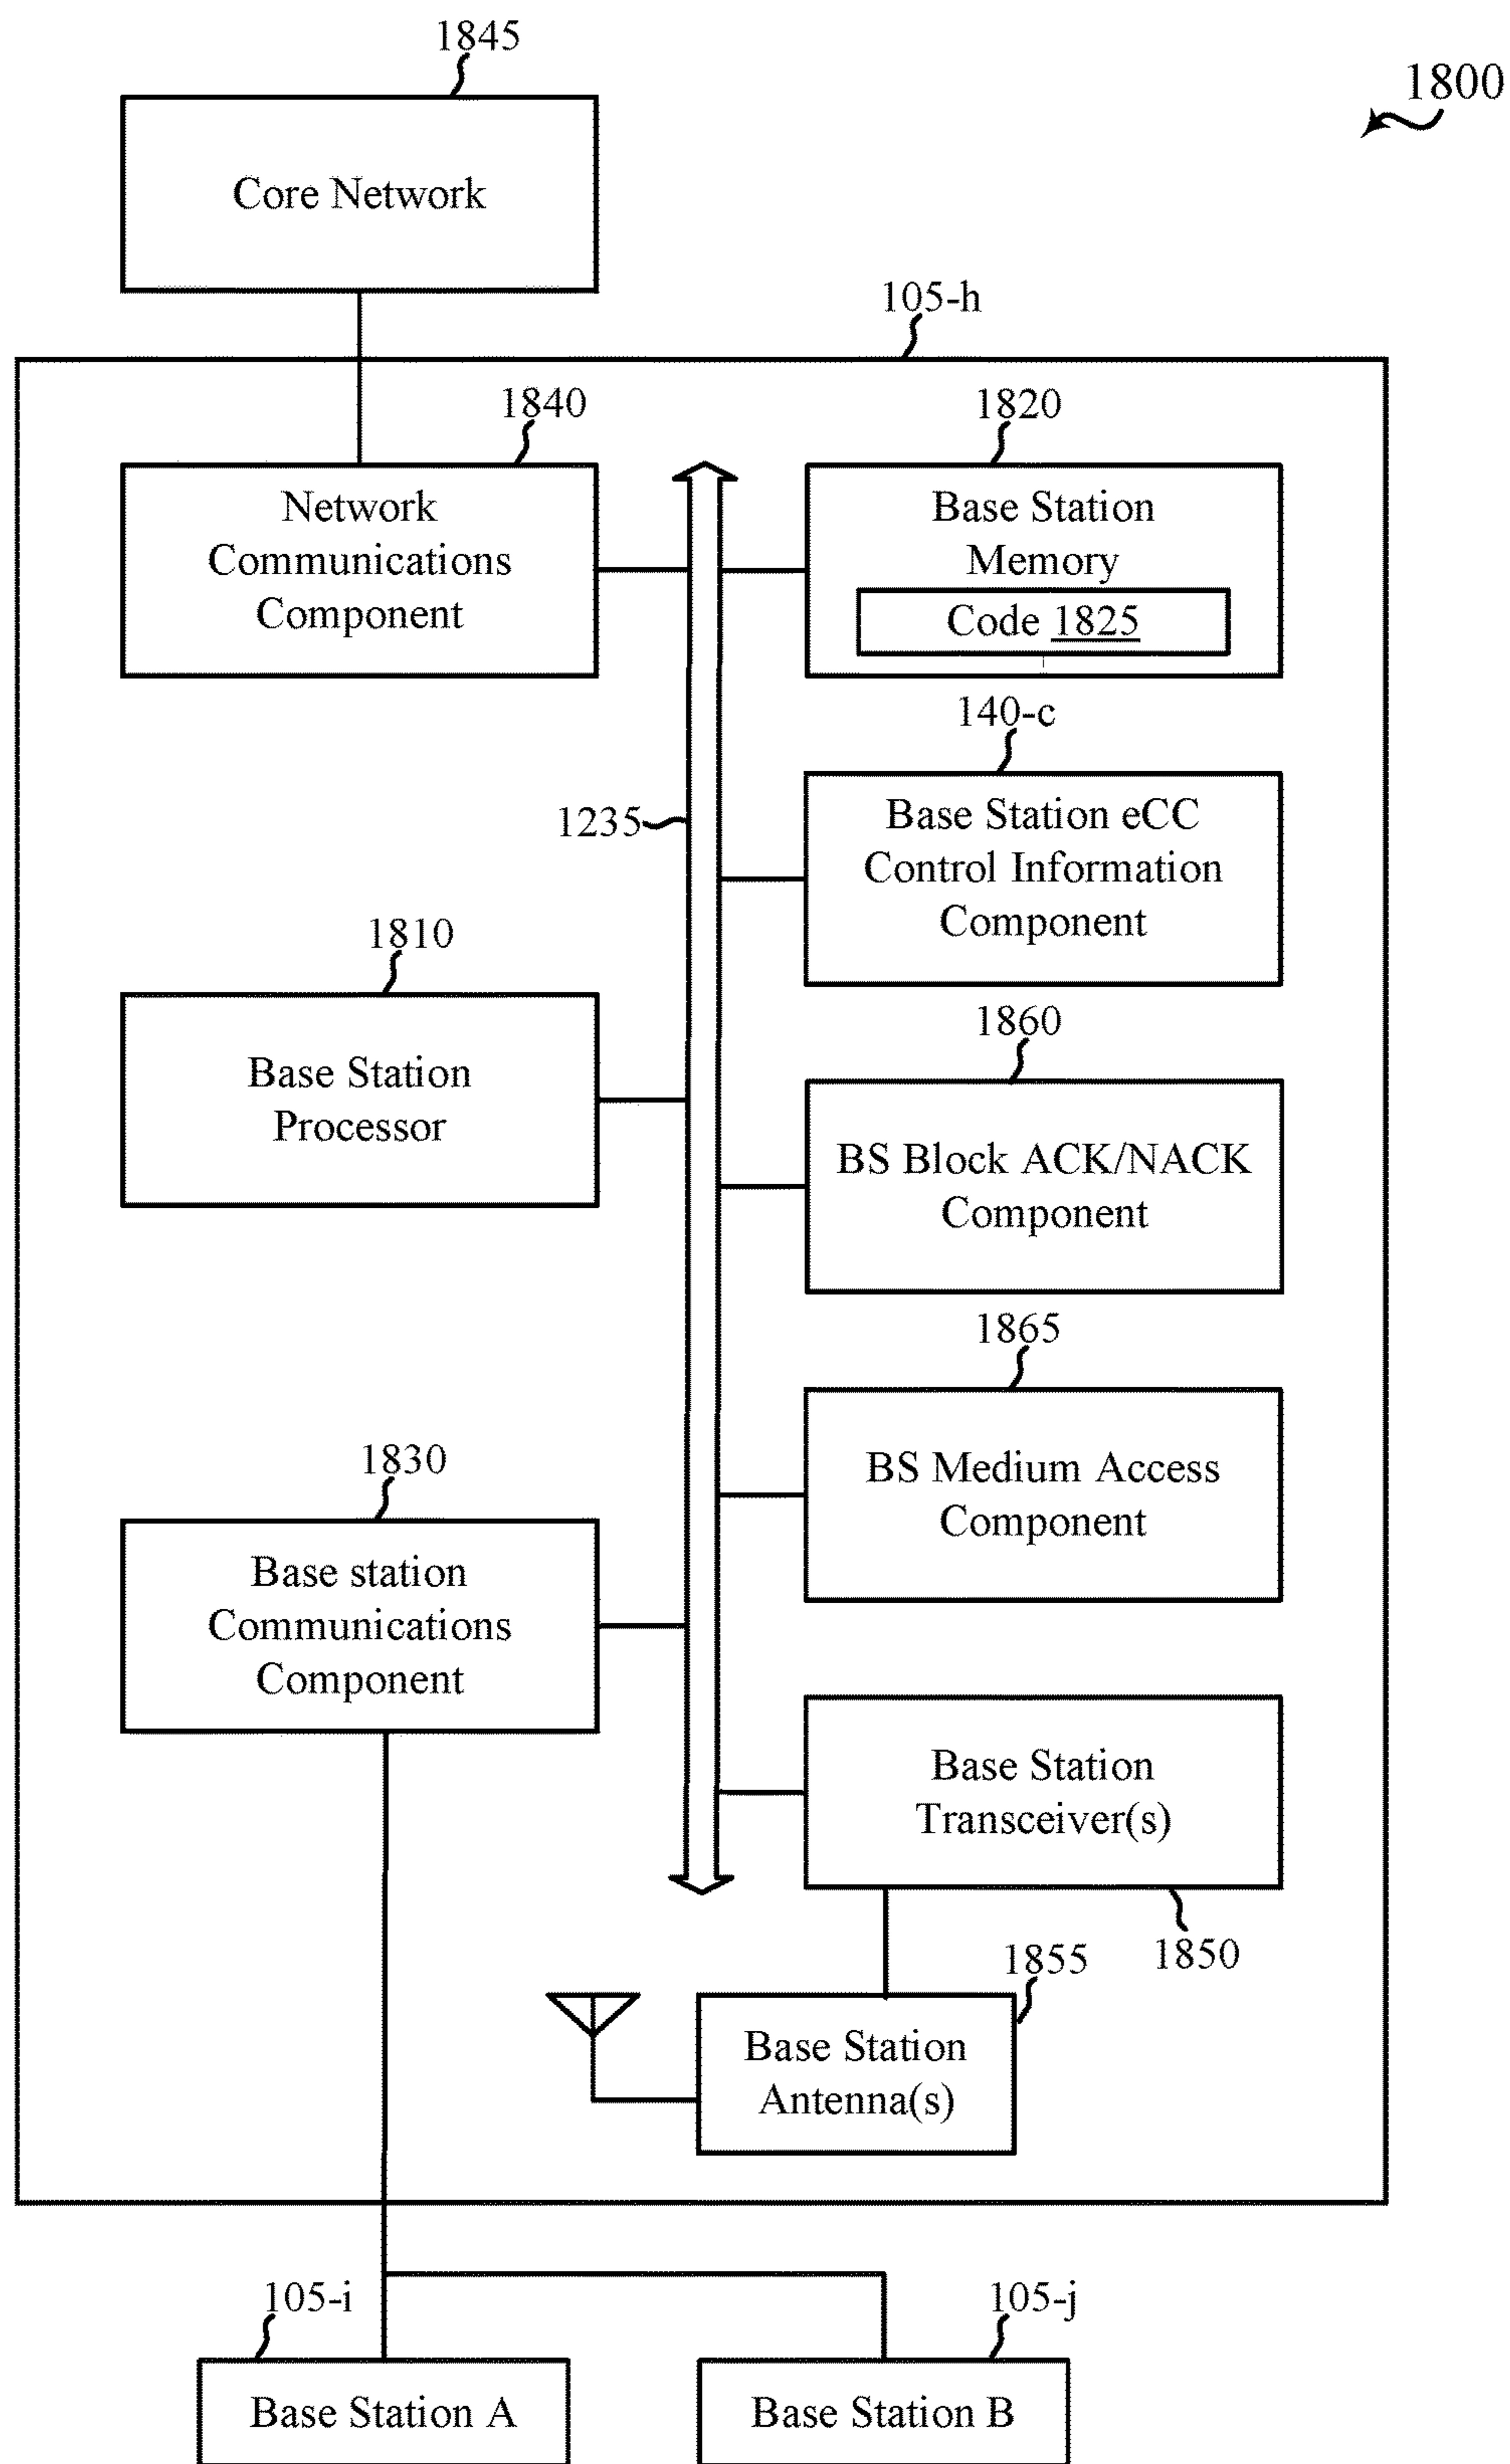 1845
1800
Core Network
105-h
1840
1820
Network
Communications
Component
Base Station
Memory
Code 1825
140-c
1235
Base Station eCC
Control Information
Component
1810
1860
Base Station
Processor
BS Block ACK/NACK
Component
1865
1830
BS Medium Access
Component
Base station
Communications
Component
Base Station
Transceiver(s)
1850
1855
Base Station
Antenna(s)
105-i
105-j
Base Station A
Base Station B